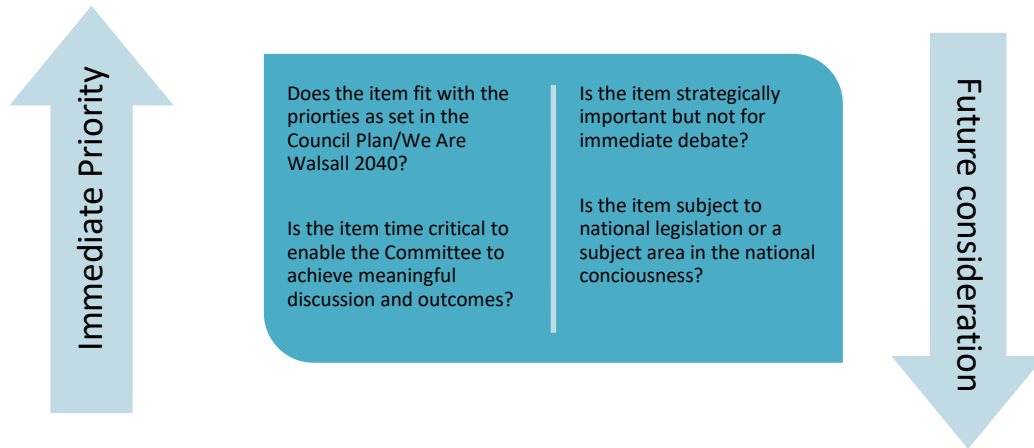 Immediate Priority
Does the item fit with the
priorties as set in the
Council Plan/We Are
Walsall 2040?
Is the item time critical to
enable the Committee to
achieve meaningful
discussion and outcomes?
Is the item strategically
important but not for
immediate debate?
Is the item subject to
national legislation or a
subject area in the national
conciousness?
Future consideration